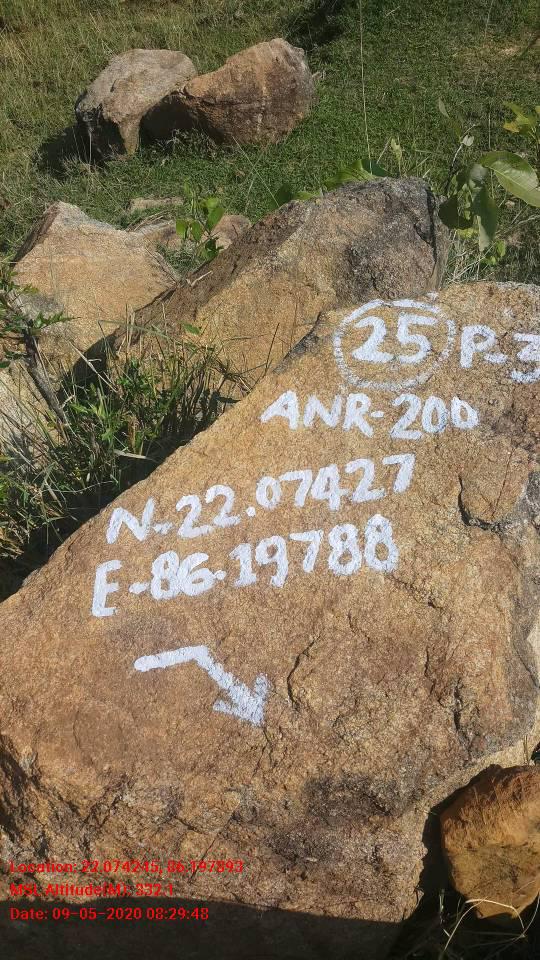 25 P-3
ANR-200
N-22.07427
E-86.19788
Location: 22.074245, 86.197893
MSL Altitude(M): 332.1
Date: 09-05-2020 08:29:48